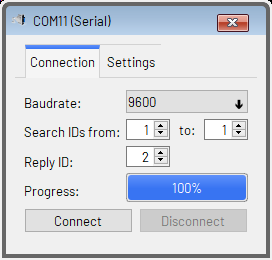 COM11 (Serial)
Connection Settings
Baudrate: 9600
Search IDs from: 1 to: 1
Reply ID: 2
Progress: 100%
Connect Disconnect